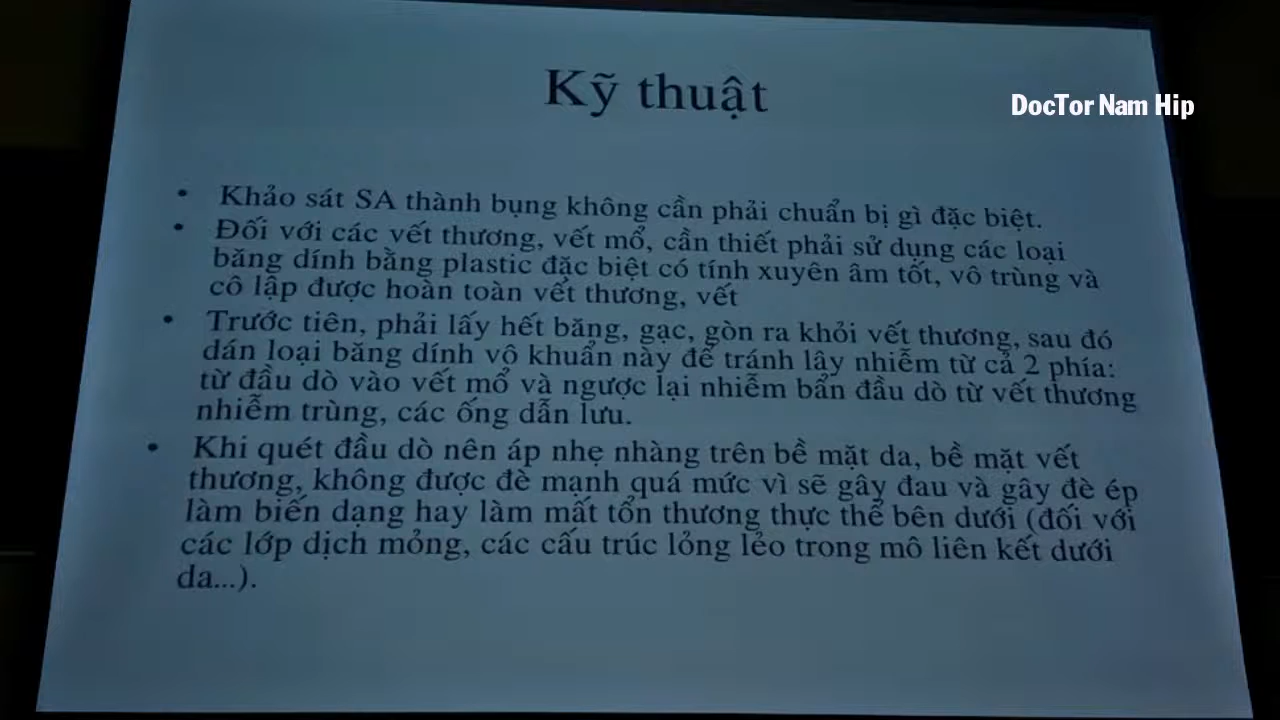 Kỹ thuật
DocTor Nam Hip
• Khảo sát SA thành bụng không cần phải chuẩn bị gì đặc biệt.
• Đối với các vết thương, vết mổ, cần thiết phải sử dụng các loại
băng dính bằng plastic đặc biệt có tính xuyên âm tốt, vô trùng và
cô lập được hoàn toàn vết thương, vết
• Trước tiên, phải lấy hết băng, gạc, gòn ra khỏi vết thương, sau đó
dán loại băng dính vô khuẩn này để tránh lây nhiễm từ cả 2 phía:
từ đầu dò vào vết mổ và ngược lại nhiễm bẩn đầu dò từ vết thương
nhiễm trùng, các ống dẫn lưu.
• Khi quét đầu dò nên áp nhẹ nhàng trên bề mặt da, bề mặt vết
thương, không được đè mạnh quá mức vì sẽ gây đau và gây đè ép
làm biến dạng hay làm mất tổn thương thực thể bên dưới (đối với
các lớp dịch mỏng, các cấu trúc lỏng lẻo trong mô liên kết dưới
da...).